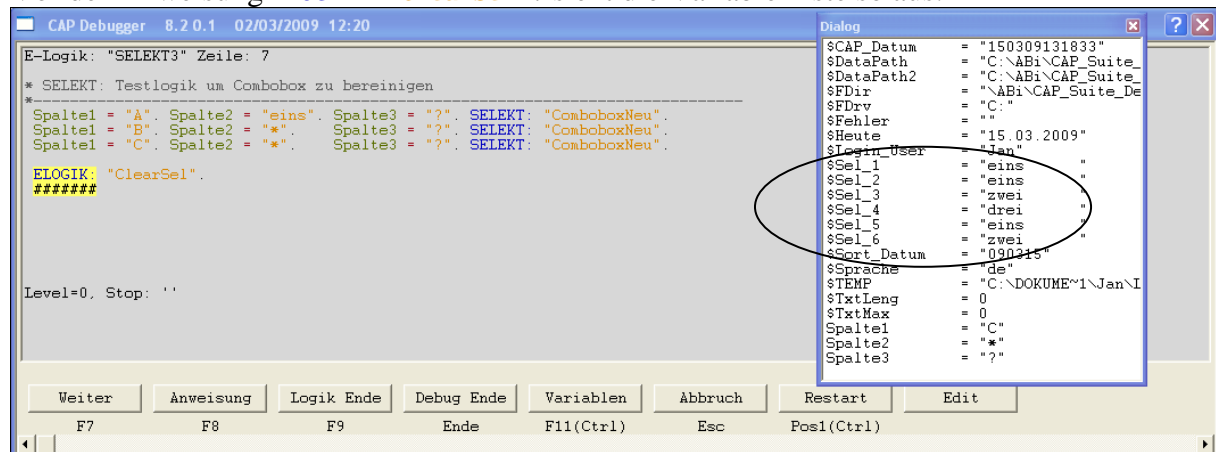 CAP Debugger 8.2 0.1 02/03/2009 12:20
E-Logik: "SELEKT3" Zeile: 7
* SELEKT: Testlogik um Combobox zu bereinigen
*
Spalte1 = "A". Spalte2 = "eins". Spalte3 = "?". SELEKT: "ComboboxNeu".
Spalte1 = "B". Spalte2 = "*". Spalte3 = "?". SELEKT: "ComboboxNeu".
Spalte1 = "C". Spalte2 = "*". Spalte3 = "?". SELEKT: "ComboboxNeu".
ELOGIK: "ClearSel".
#######
Level=0, Stop: ''
Dialog
$CAP_Datum = "150309131833"
$DataPath = "C:\ABi\CAP_Suite_
$DataPath2 = "C:\ABi\CAP_Suite_
$FDir = "\ABi\CAP_Suite_De
$FDrv = "C:"
$Fehler = ""
$Heute = "15.03.2009"
$Login_User = "Jan"
$Sel_1 = "eins "
$Sel_2 = "eins "
$Sel_3 = "zwei "
$Sel_4 = "drei "
$Sel_5 = "eins "
$Sel_6 = "zwei "
$Sort_Datum = "090315"
$Sprache = "de"
$TEMP = "C:\DOKUME~1\Jan\I
$TxtLeng = 0
$TxtMax = 0
Spalte1 = "C"
Spalte2 = "*"
Spalte3 = "?"
Weiter Anweisung Logik Ende Debug Ende Variablen Abbruch Restart Edit
F7 F8 F9 Ende F11(Ctrl) Esc Pos1(Ctrl)